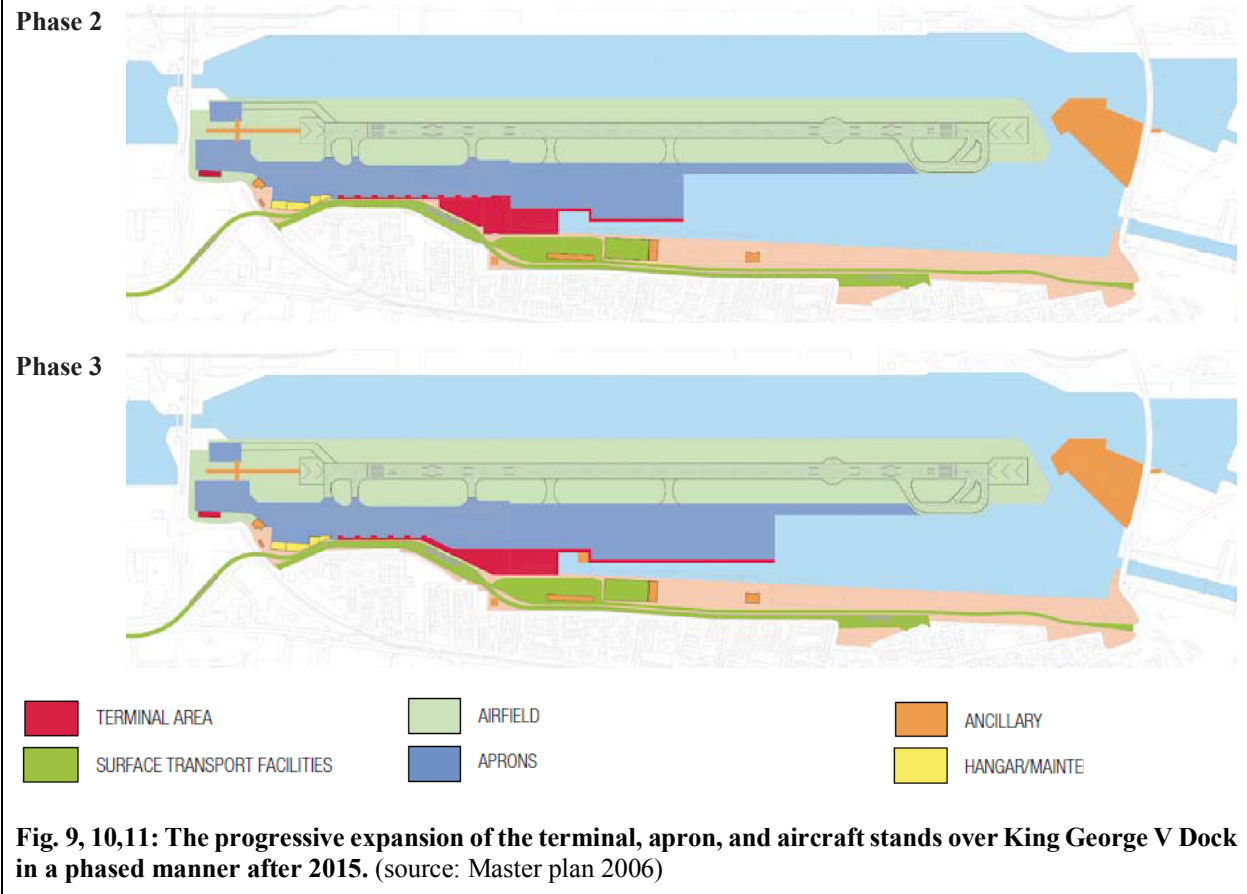 Phase 2
Phase 3
TERMINAL AREA
AIRFIELD
ANCILLARY
SURFACE TRANSPORT FACILITIES
APRONS
HANGAR/MAINTE
Fig. 9, 10,11: The progressive expansion of the terminal, apron, and aircraft stands over King George V Dock
in a phased manner after 2015. (source: Master plan 2006)